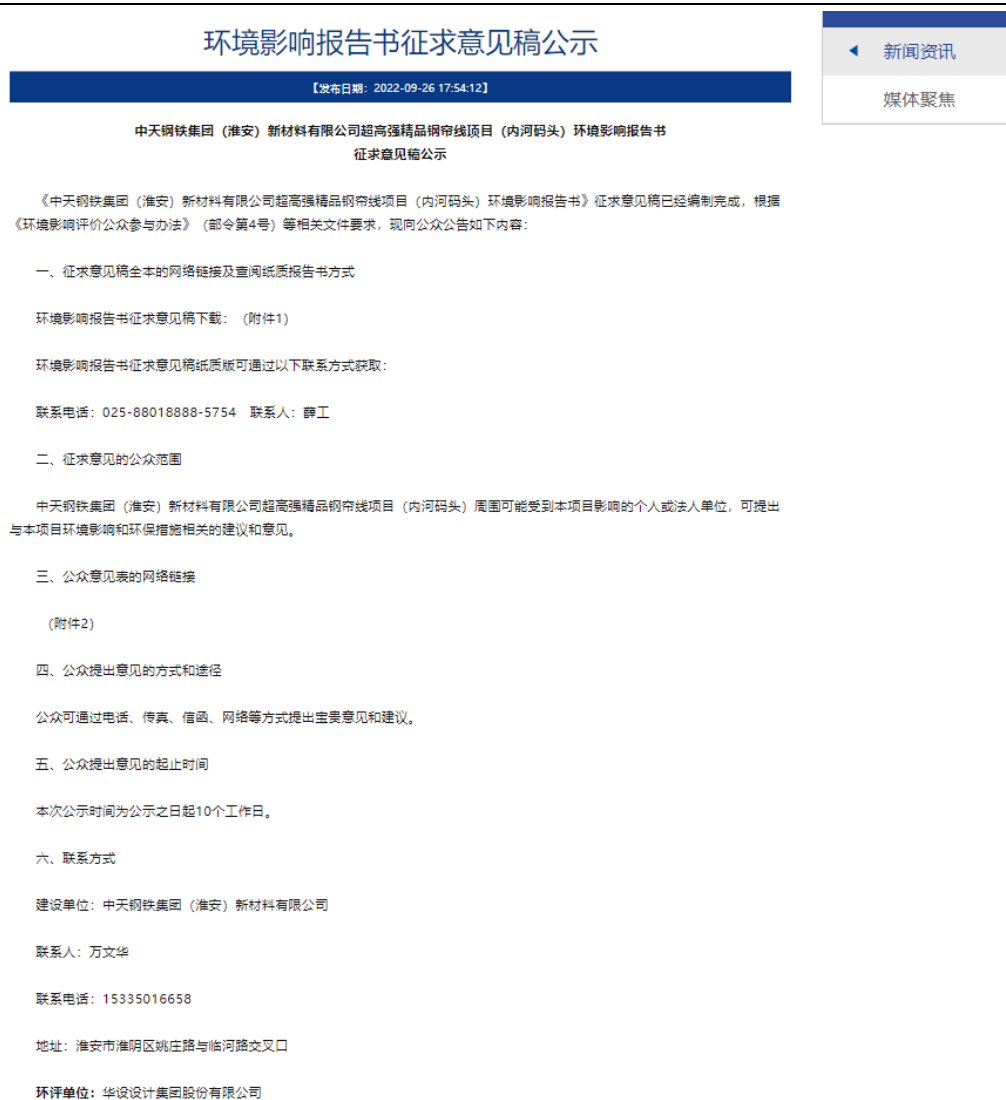 环境影响报告书征求意见稿公示
【发布日期：2022-09-26 17:54:12】
中天钢铁集团（淮安）新材料有限公司超高强精品钢帘线项目（内河码头）环境影响报告书
征求意见稿公示
《中天钢铁集团（淮安）新材料有限公司超高强精品钢帘线项目（内河码头）环境影响报告书》征求意见稿已经编制完成，根据
《环境影响评价公众参与办法》（部令第4号）等相关文件要求，现向公众公告如下内容：
一、征求意见稿全本的网络链接及查阅纸质报告书方式
环境影响报告书征求意见稿下载：（附件1）
环境影响报告书征求意见稿纸质版可通过以下联系方式获取：
联系电话：025-88018888-5754 联系人：薛工
二、征求意见的公众范围
中天钢铁集团（淮安）新材料有限公司超高强精品钢帘线项目（内河码头）周围可能受到本项目影响的个人或法人单位，可提出
与本项目环境影响和环保措施相关的建议和意见。
三、公众意见表的网络链接
（附件2）
四、公众提出意见的方式和途径
公众可通过电话、传真、信函、网络等方式提出宝贵意见和建议。
五、公众提出意见的起止时间
本次公示时间为公示之日起10个工作日。
六、联系方式
建设单位：中天钢铁集团（淮安）新材料有限公司
联系人：万文华
联系电话：15335016658
地址：淮安市淮阴区姚庄路与临河路交叉口
环评单位：华设设计集团股份有限公司
新闻资讯
媒体聚焦